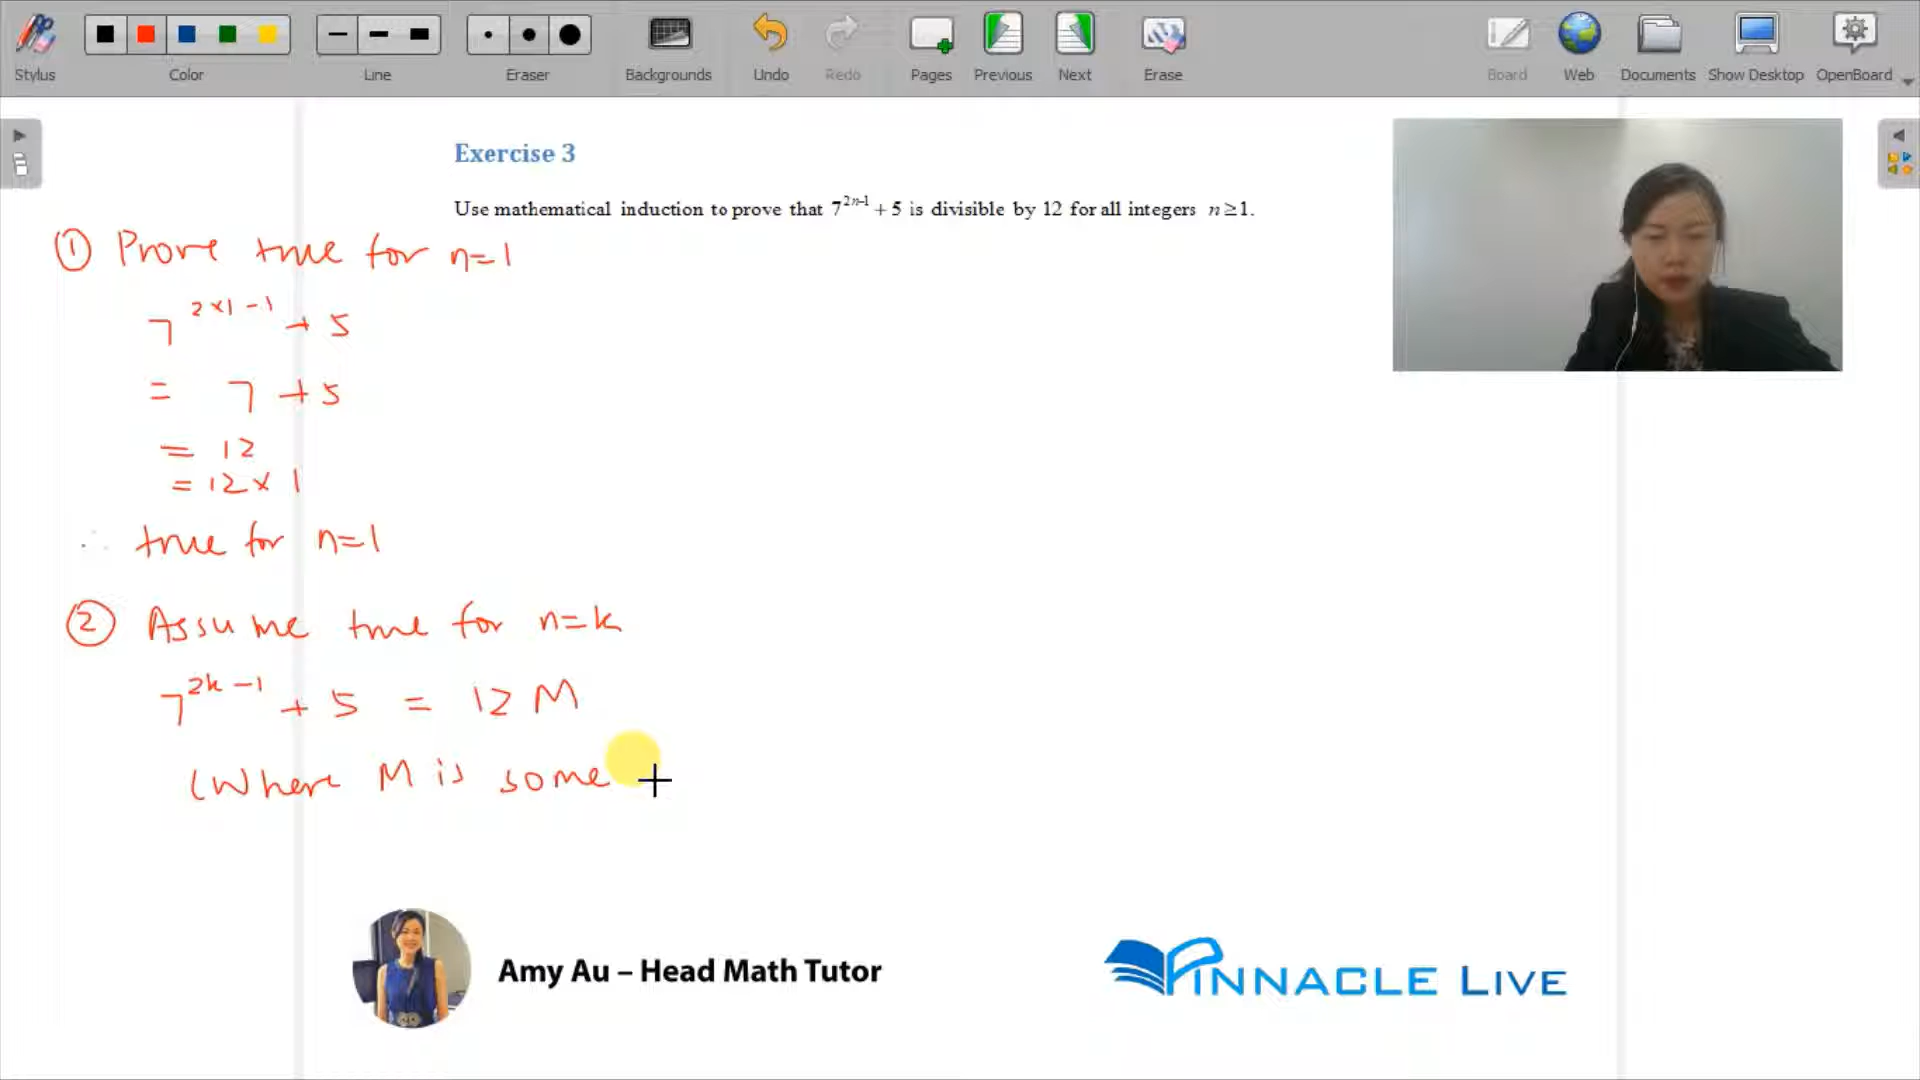 Stylus
Color
Line
Eraser
Backgrounds
Undo
Redo
Pages
Previous
Next
Erase
Board
Web
Documents
Show Desktop
OpenBoard
Exercise 3
Use mathematical induction to prove that 7^{2n-1} + 5 is divisible by 12 for all integers n ≥ 1.
① Prove true for n=1
7^{2×1-1} + 5
= 7 + 5
= 12
= 12 × 1
∴ true for n=1
② Assume true for n=k
7^{2k-1} + 5 = 12 M
(Where M is some
Amy Au – Head Math Tutor
PINNACLE LIVE